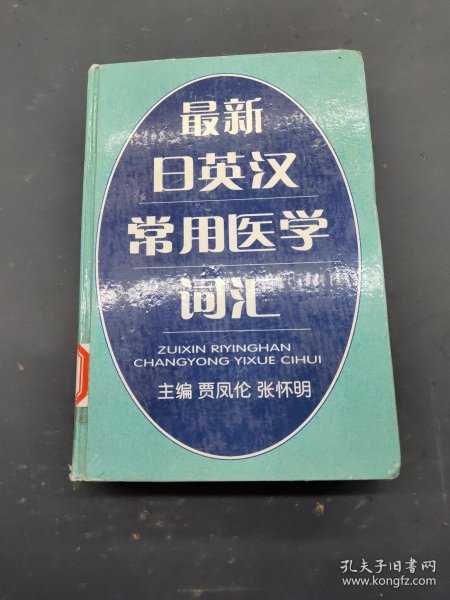 最新
日英汉
常用医学
词汇
ZUIXIN RIYINGHAN
CHANGYONG YIXUE CIHUI
主编 贾凤伦 张怀明
孔夫子旧书网
www.kongfz.com